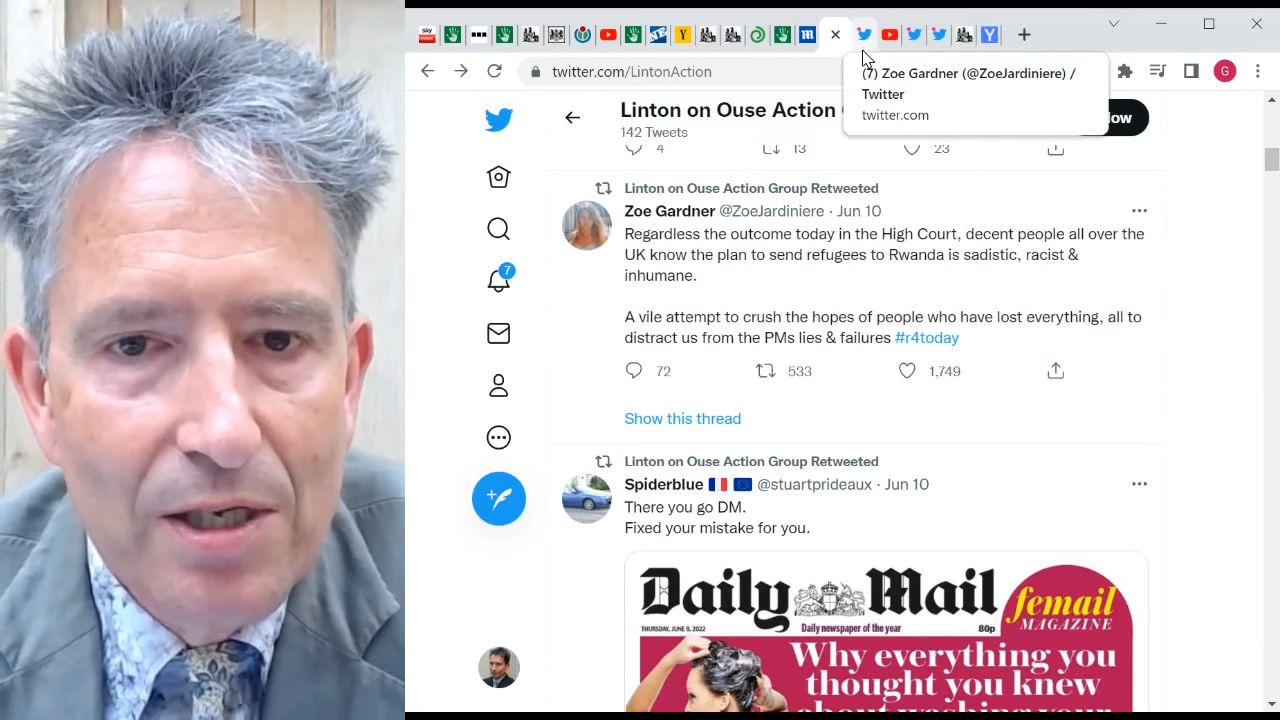 sky
twitter.com/LintonAction
G
(7) Zoe Gardner (@ZoeJardiniere) /
Twitter
twitter.com
Linton on Ouse Action
142 Tweets
low
4 13 23
Linton on Ouse Action Group Retweeted
Zoe Gardner @ZoeJardiniere · Jun 10
Regardless the outcome today in the High Court, decent people all over the
UK know the plan to send refugees to Rwanda is sadistic, racist &
inhumane.
A vile attempt to crush the hopes of people who have lost everything, all to
distract us from the PMs lies & failures #r4today
72 533 1,749
Show this thread
Linton on Ouse Action Group Retweeted
Spiderblue 🇫🇷 🇪🇺 @stuartprideaux · Jun 10
There you go DM.
Fixed your mistake for you.
Daily Mail
femail
MAGAZINE
THURSDAY, JUNE 9, 2022 Daily newspaper of the year 80p
Why everything you
thought you knew
about washing your
7